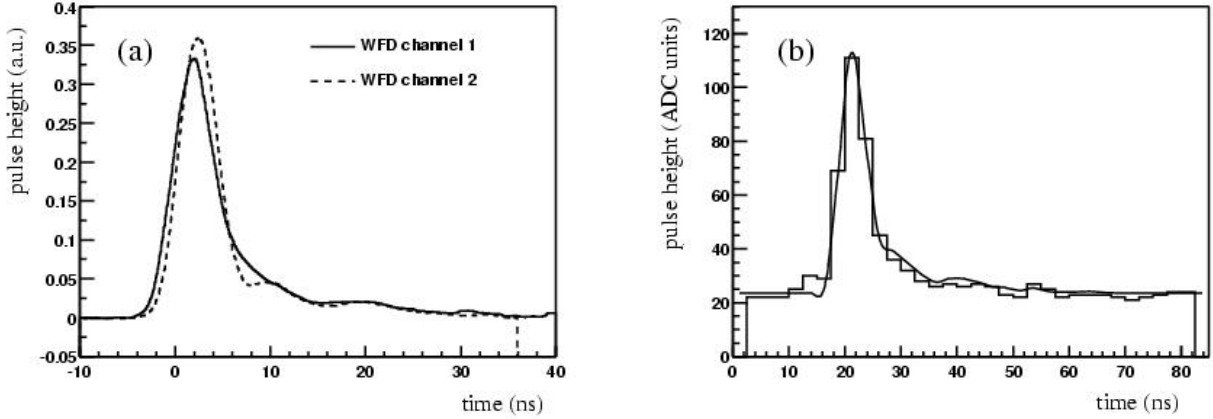 pulse height (a.u.)
0.4
0.35
0.3
0.25
0.2
0.15
0.1
0.05
0
-0.05
(a)
WFD channel 1
WFD channel 2
-10 0 10 20 30 40
time (ns)
pulse height (ADC units)
120
100
80
60
40
20
0
(b)
0 10 20 30 40 50 60 70 80
time (ns)